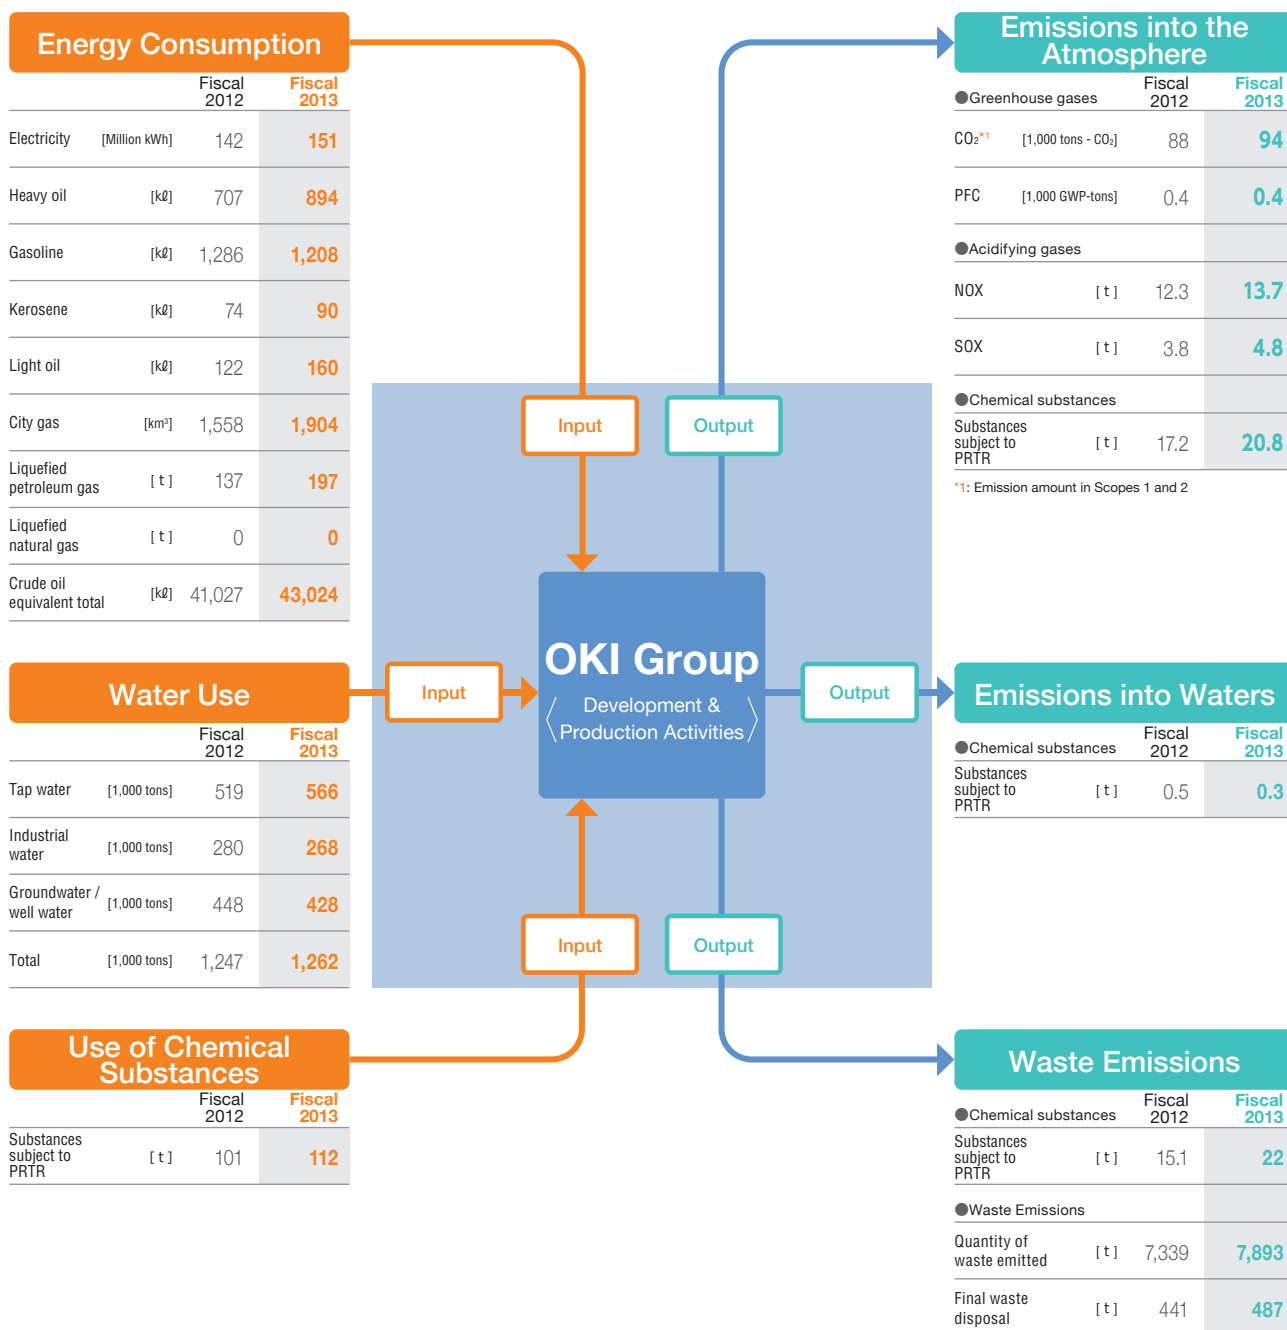 Energy Consumption
Fiscal 2012 Fiscal 2013
Electricity [Million kWh] 142 151
Heavy oil [kℓ] 707 894
Gasoline [kℓ] 1,286 1,208
Kerosene [kℓ] 74 90
Light oil [kℓ] 122 160
City gas [km³] 1,558 1,904
Liquefied petroleum gas [ t ] 137 197
Liquefied natural gas [ t ] 0 0
Crude oil equivalent total [kℓ] 41,027 43,024
Water Use
Fiscal 2012 Fiscal 2013
Tap water [1,000 tons] 519 566
Industrial water [1,000 tons] 280 268
Groundwater / well water [1,000 tons] 448 428
Total [1,000 tons] 1,247 1,262
Use of Chemical
Substances
Fiscal 2012 Fiscal 2013
Substances subject to PRTR [ t ] 101 112
Input
Output
Input
OKI Group
Development &
Production Activities
Output
Input
Output
Emissions into the
Atmosphere
●Greenhouse gases Fiscal 2012 Fiscal 2013
CO₂*1 [1,000 tons - CO₂] 88 94
PFC [1,000 GWP-tons] 0.4 0.4
●Acidifying gases
NOX [ t ] 12.3 13.7
SOX [ t ] 3.8 4.8
●Chemical substances
Substances subject to PRTR [ t ] 17.2 20.8
*1: Emission amount in Scopes 1 and 2
Emissions into Waters
●Chemical substances Fiscal 2012 Fiscal 2013
Substances subject to PRTR [ t ] 0.5 0.3
Waste Emissions
●Chemical substances Fiscal 2012 Fiscal 2013
Substances subject to PRTR [ t ] 15.1 22
●Waste Emissions
Quantity of waste emitted [ t ] 7,339 7,893
Final waste disposal [ t ] 441 487